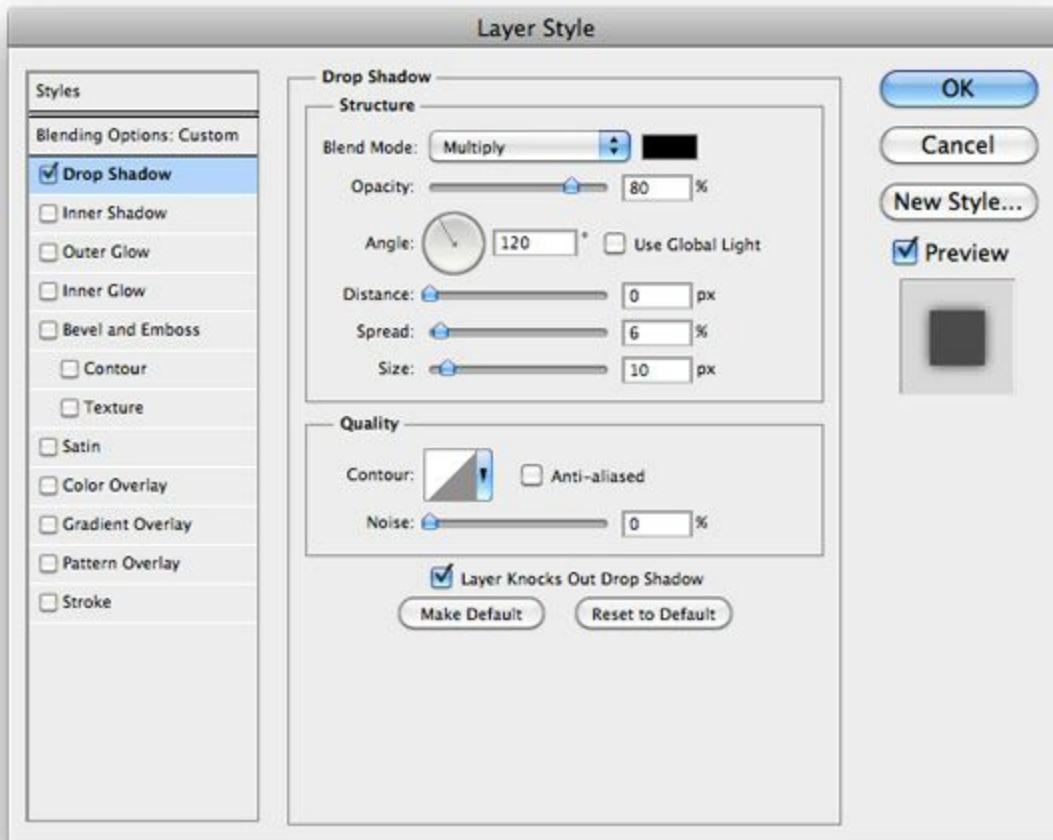 Layer Style
Styles
Blending Options: Custom
Drop Shadow
Inner Shadow
Outer Glow
Inner Glow
Bevel and Emboss
Contour
Texture
Satin
Color Overlay
Gradient Overlay
Pattern Overlay
Stroke
Drop Shadow
Structure
Blend Mode: Multiply
Opacity: 80 %
Angle: 120 ° Use Global Light
Distance: 0 px
Spread: 6 %
Size: 10 px
Quality
Contour: Anti-aliased
Noise: 0 %
Layer Knocks Out Drop Shadow
Make Default Reset to Default
OK
Cancel
New Style...
Preview